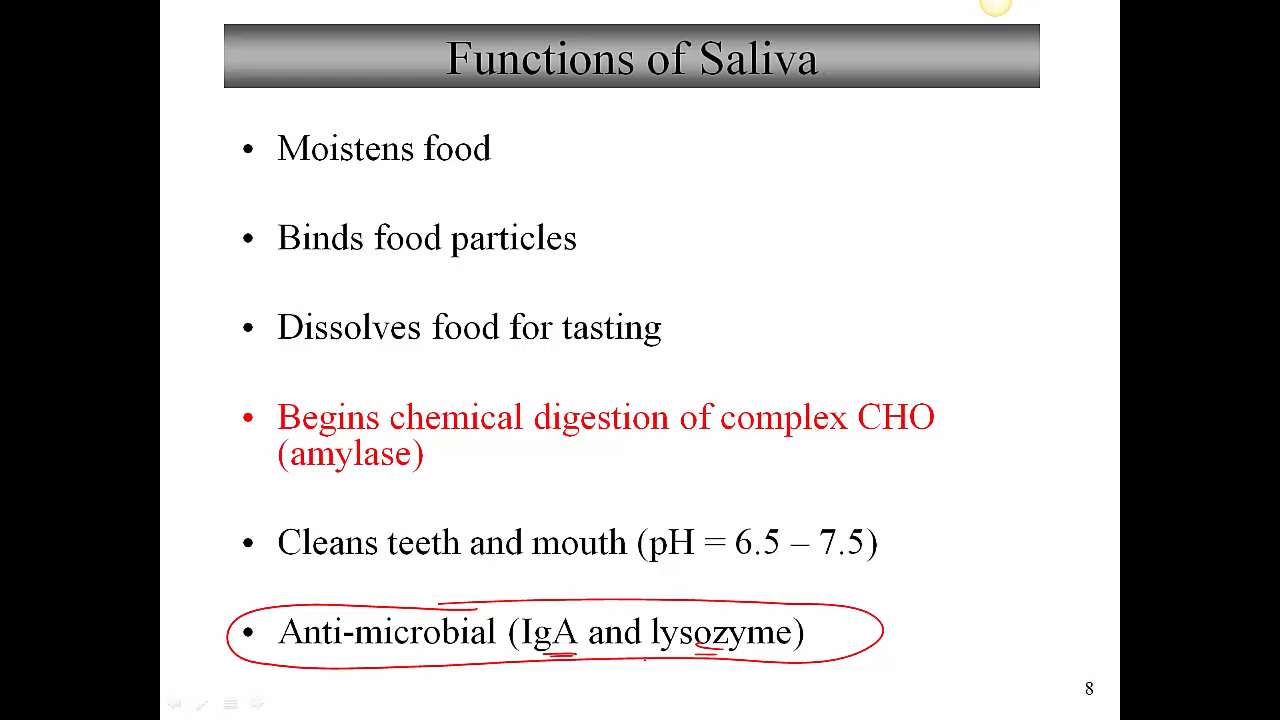 Functions of Saliva
• Moistens food
• Binds food particles
• Dissolves food for tasting
• Begins chemical digestion of complex CHO
(amylase)
• Cleans teeth and mouth (pH = 6.5 – 7.5)
• Anti-microbial (IgA and lysozyme)
8